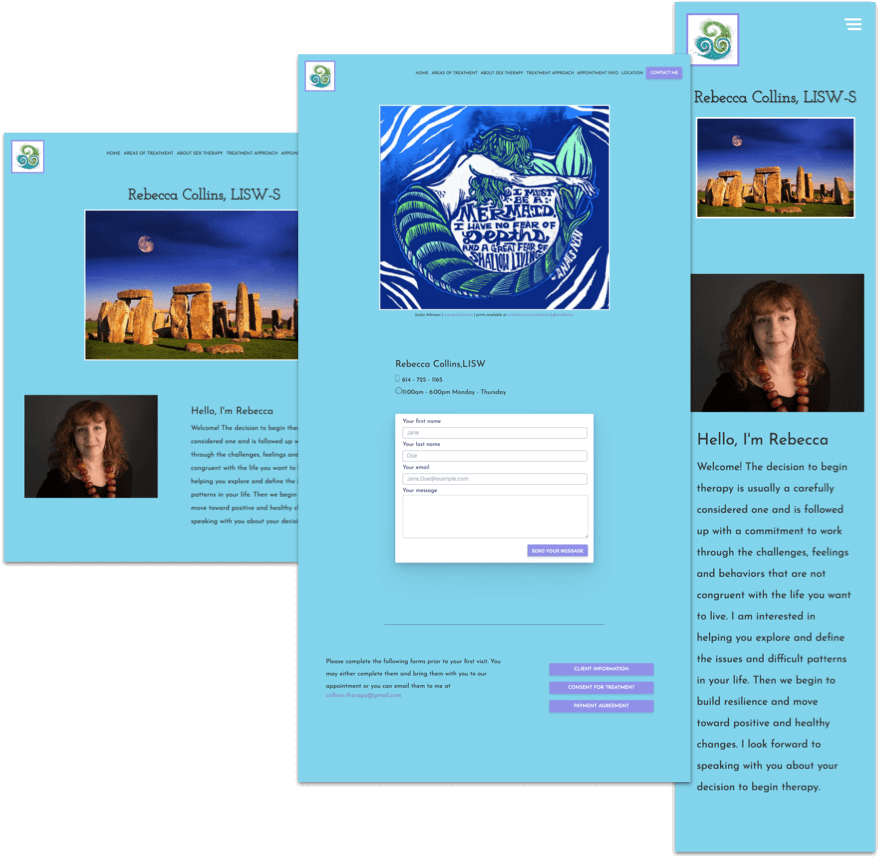 HOME AREAS OF TREATMENT ABOUT SEX THERAPY TREATMENT APPROACH
Rebecca Collins, LISW-S
Hello, I'm Rebecca
Welcome! The decision to begin
considered one and is followed up
through the challenges, feelings and
congruent with the life you want to
helping you explore and define the
patterns in your life. Then we begin
move toward positive and healthy
speaking with you about your
HOME AREAS OF TREATMENT ABOUT SEX THERAPY TREATMENT APPROACH APPOINTMENT INFO LOCATION CONTACT ME
I MUST
BE A
MERMAID.
I HAVE NO FEAR OF
DEPTHS
AND A GREAT FEAR OF
SHALLOW LIVING.
-ANAIS NIN
| prints available at
Rebecca Collins,LISW
614 - 725 - 1165
11:00am - 6:00pm Monday - Thursday
Your first name
Jane
Your last name
Doe
Your email
Jane.Doe@example.com
Your message
SEND YOUR MESSAGE
Please complete the following forms prior to your first visit. You
may either complete them and bring them with you to our
appointment or you can email them to me at
collinsr.therapy@gmail.com
CLIENT INFORMATION
CONSENT FOR TREATMENT
PAYMENT AGREEMENT
Rebecca Collins, LISW-S
Hello, I'm Rebecca
Welcome! The decision to begin
therapy is usually a carefully
considered one and is followed
up with a commitment to work
through the challenges, feelings
and behaviors that are not
congruent with the life you want
to live. I am interested in
helping you explore and define
the issues and difficult patterns
in your life. Then we begin to
build resilience and move
toward positive and healthy
changes. I look forward to
speaking with you about your
decision to begin therapy.